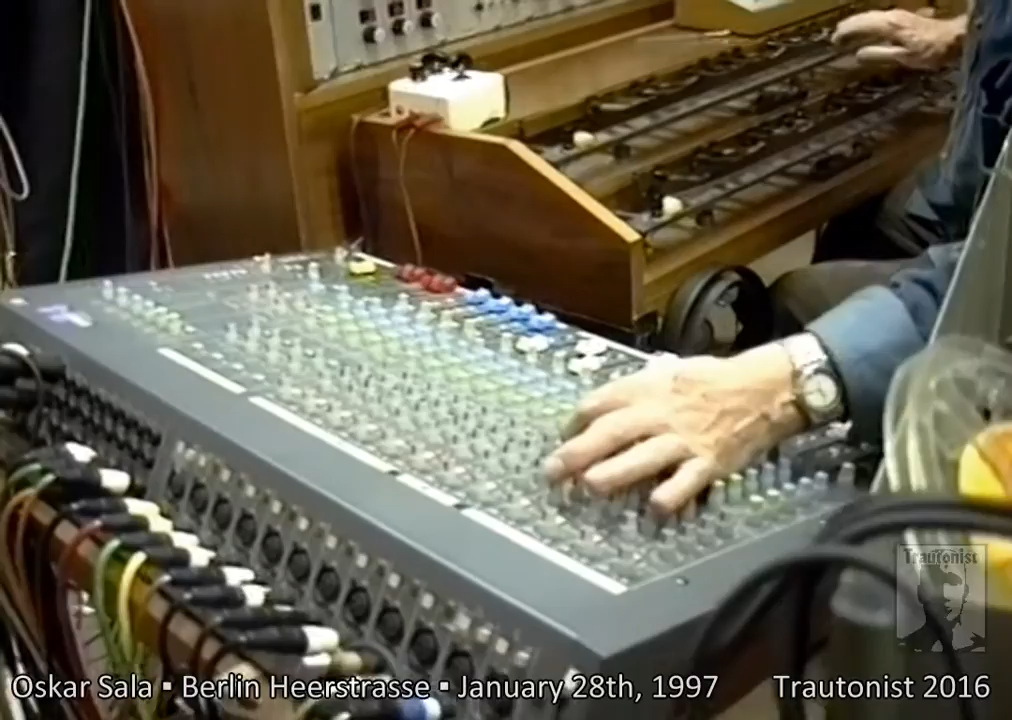 Trautonist
Oskar Sala ▪ Berlin Heerstrasse ▪ January 28th, 1997 Trautonist 2016